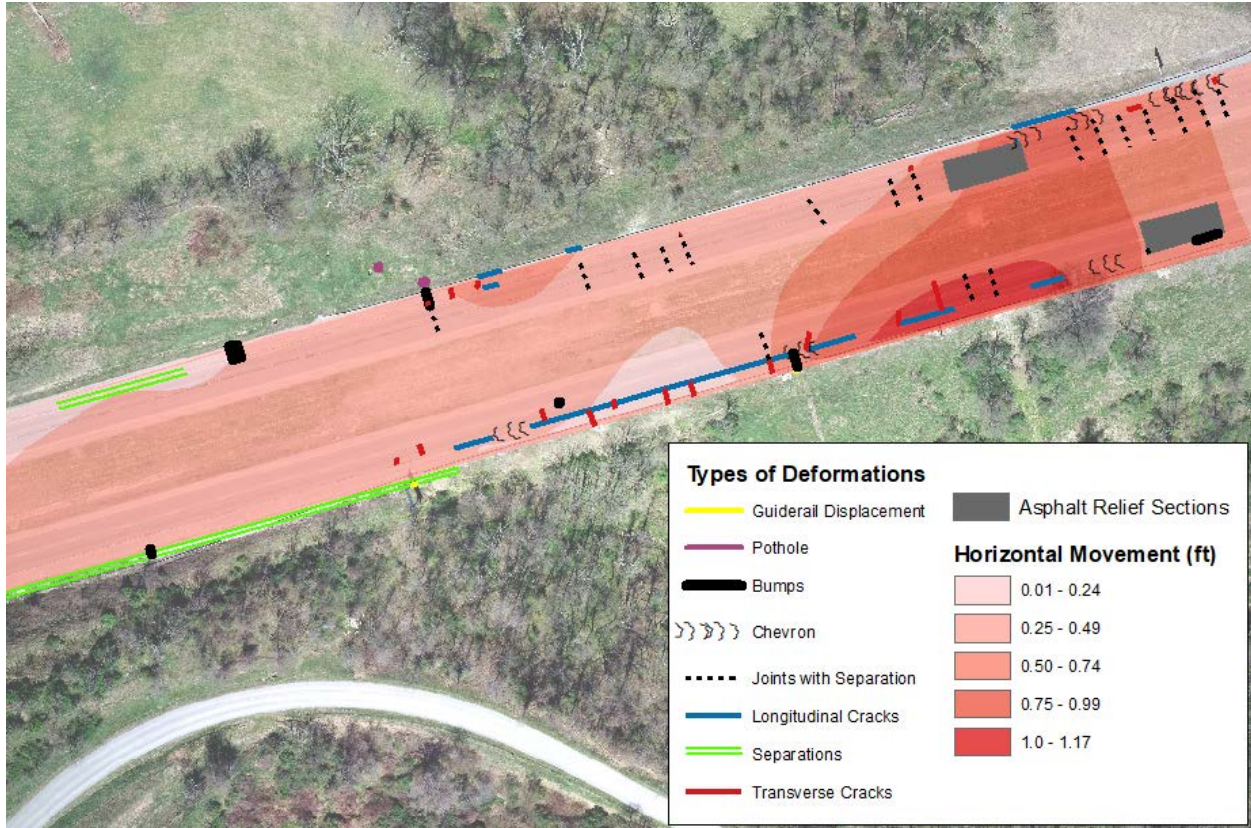 Types of Deformations
Guiderail Displacement
Pothole
Bumps
Chevron
Joints with Separation
Longitudinal Cracks
Separations
Transverse Cracks
Asphalt Relief Sections
Horizontal Movement (ft)
0.01 - 0.24
0.25 - 0.49
0.50 - 0.74
0.75 - 0.99
1.0 - 1.17